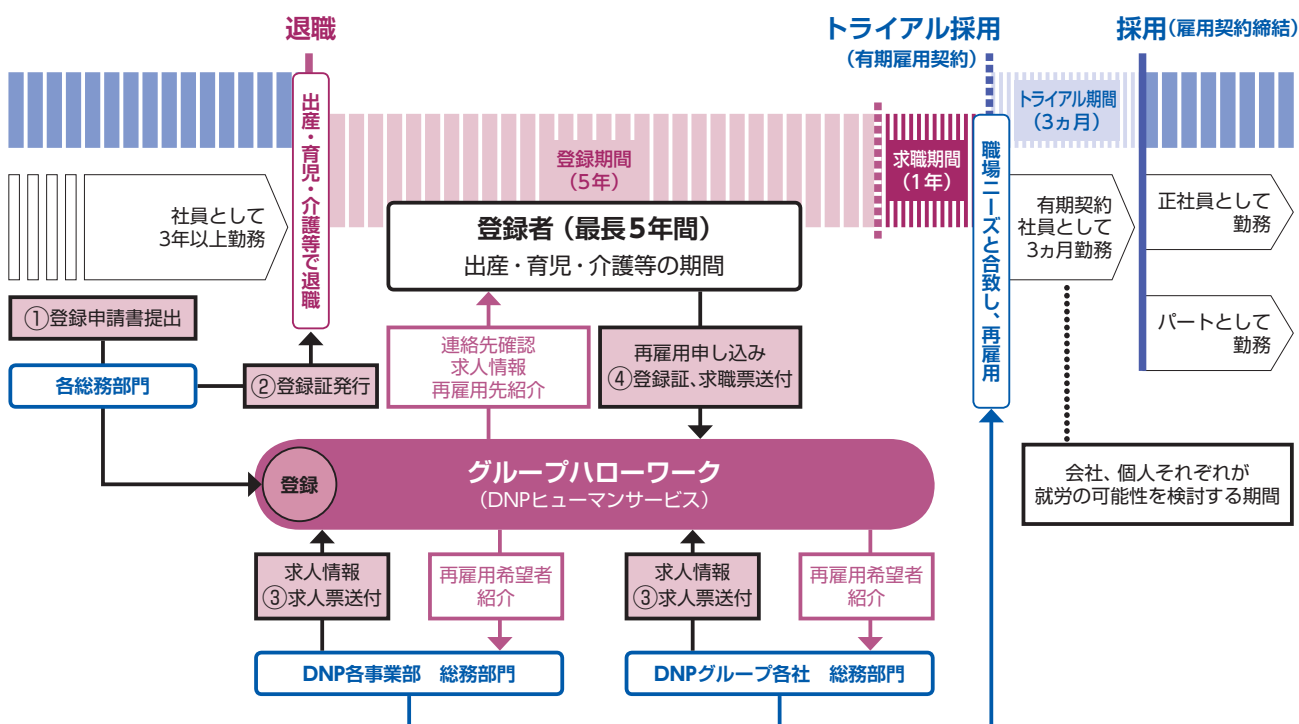 退職
トライアル採用
(有期雇用契約)
採用(雇用契約締結)
出産・育児・介護等で退職
登録期間
(5年)
求職期間
(1年)
職場ニーズと合致し、再雇用
トライアル期間
(3ヵ月)
社員として
3年以上勤務
登録者（最長5年間）
出産・育児・介護等の期間
有期契約
社員として
3ヵ月勤務
正社員として
勤務
パートとして
勤務
①登録申請書提出
各総務部門
②登録証発行
連絡先確認
求人情報
再雇用先紹介
再雇用申し込み
④登録証、求職票送付
登録
グループハローワーク
(DNPヒューマンサービス)
会社、個人それぞれが
就労の可能性を検討する期間
求人情報
③求人票送付
再雇用希望者
紹介
求人情報
③求人票送付
再雇用希望者
紹介
DNP各事業部　総務部門
DNPグループ各社　総務部門